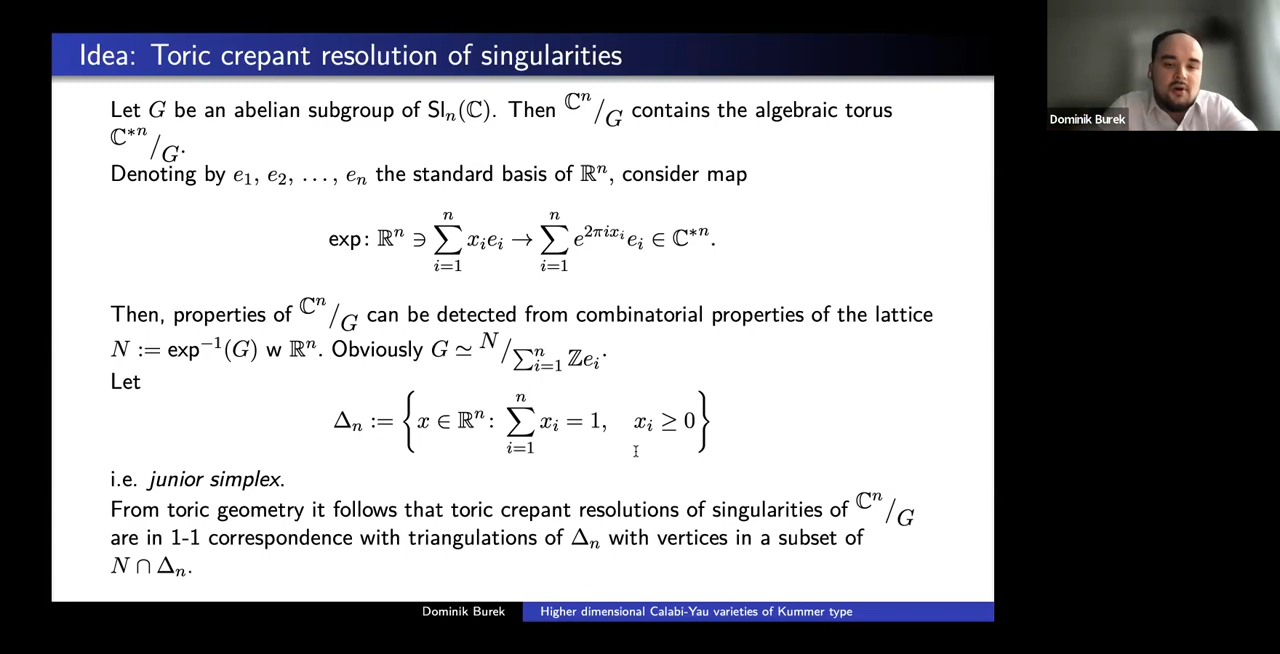 Idea: Toric crepant resolution of singularities
Let G be an abelian subgroup of Sl_n(ℂ). Then ℂ^n/G contains the algebraic torus
ℂ^{*n}/G.
Denoting by e_1, e_2, ..., e_n the standard basis of ℝ^n, consider map
exp: ℝ^n ∋ ∑_{i=1}^{n} x_i e_i → ∑_{i=1}^{n} e^{2πix_i} e_i ∈ ℂ^{*n}.
Then, properties of ℂ^n/G can be detected from combinatorial properties of the lattice
N := exp^{-1}(G) w ℝ^n. Obviously G ≃ N/∑_{i=1}^{n} ℤe_i.
Let
Δ_n := {x ∈ ℝ^n: ∑_{i=1}^{n} x_i = 1, x_i ≥ 0}
i.e. junior simplex.
From toric geometry it follows that toric crepant resolutions of singularities of ℂ^n/G
are in 1-1 correspondence with triangulations of Δ_n with vertices in a subset of
N ∩ Δ_n.
Dominik Burek Higher dimensional Calabi-Yau varieties of Kummer type
Dominik Burek